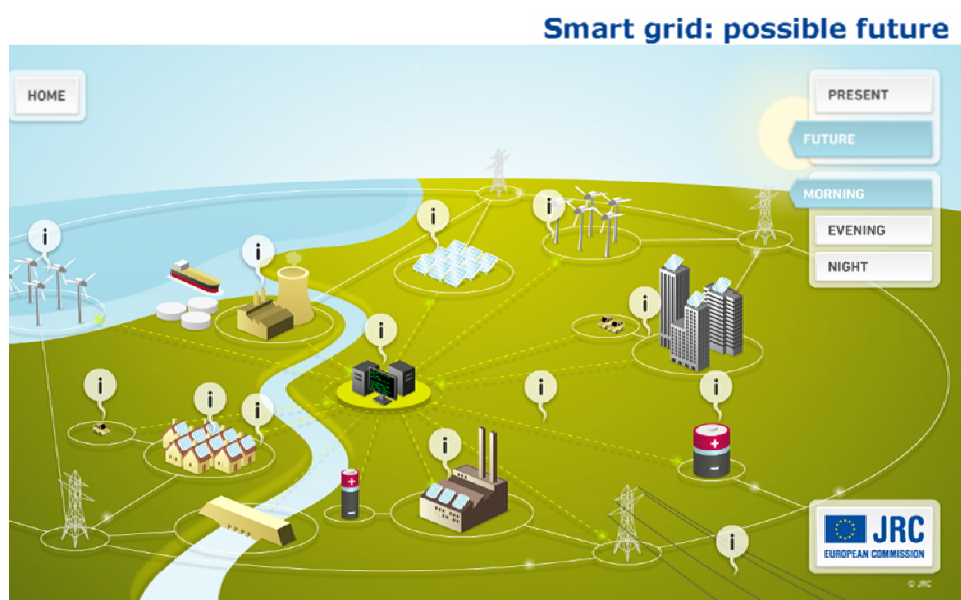 Smart grid: possible future
HOME
PRESENT
FUTURE
MORNING
EVENING
NIGHT
i
i
i
i
i
i
i
i
i
i
i
i
i
JRC
EUROPEAN COMMISSION
© JRC